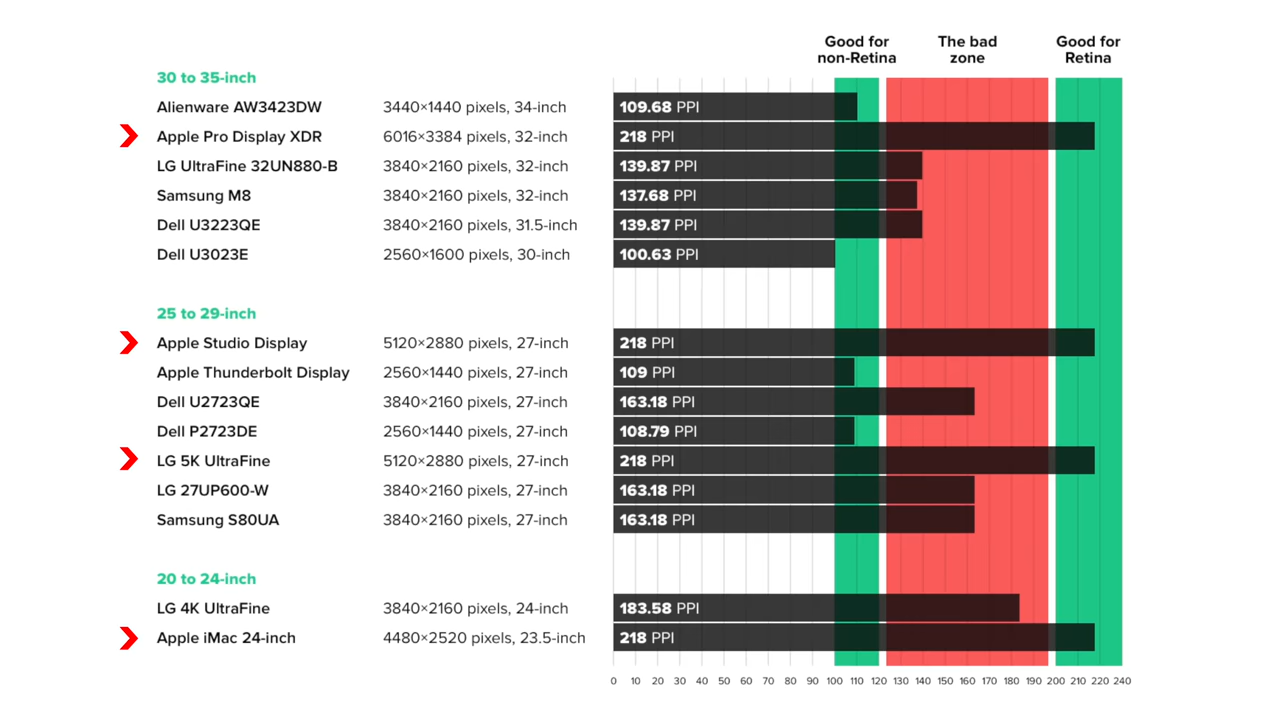 Good for
non-Retina
The bad
zone
Good for
Retina
30 to 35-inch
Alienware AW3423DW 3440×1440 pixels, 34-inch 109.68 PPI
Apple Pro Display XDR 6016×3384 pixels, 32-inch 218 PPI
LG UltraFine 32UN880-B 3840×2160 pixels, 32-inch 139.87 PPI
Samsung M8 3840×2160 pixels, 32-inch 137.68 PPI
Dell U3223QE 3840×2160 pixels, 31.5-inch 139.87 PPI
Dell U3023E 2560×1600 pixels, 30-inch 100.63 PPI
25 to 29-inch
Apple Studio Display 5120×2880 pixels, 27-inch 218 PPI
Apple Thunderbolt Display 2560×1440 pixels, 27-inch 109 PPI
Dell U2723QE 3840×2160 pixels, 27-inch 163.18 PPI
Dell P2723DE 2560×1440 pixels, 27-inch 108.79 PPI
LG 5K UltraFine 5120×2880 pixels, 27-inch 218 PPI
LG 27UP600-W 3840×2160 pixels, 27-inch 163.18 PPI
Samsung S80UA 3840×2160 pixels, 27-inch 163.18 PPI
20 to 24-inch
LG 4K UltraFine 3840×2160 pixels, 24-inch 183.58 PPI
Apple iMac 24-inch 4480×2520 pixels, 23.5-inch 218 PPI
0 10 20 30 40 50 60 70 80 90 100 110 120 130 140 150 160 170 180 190 200 210 220 240